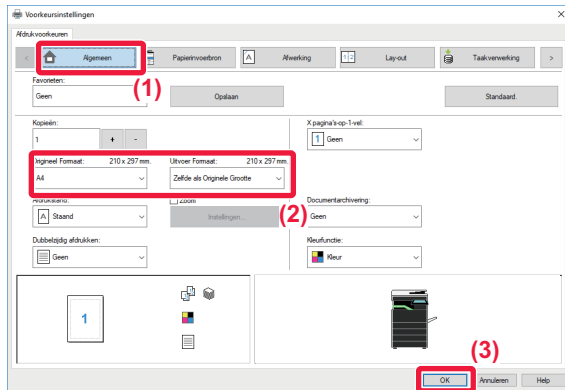 Voorkeursinstellingen
Afdrukvoorkeuren
Algemeen Papierinvoerbron A Afwerking 1 2 Lay-out Taakverwerking
(1)
Favorieten:
Geen Opslaan Standaard.
Kopieën: X pagina's-op-1-vel:
1 + - 1 Geen
Origineel Formaat: 210 x 297 mm. Uitvoer Formaat: 210 x 297 mm.
A4 Zelfde als Originele Grootte
(2)
Afdrukstand: Zoom Documentarchivering:
A Staand Instellingen... Geen
Dubbelzijdig afdrukken: Kleurfunctie:
Geen Kleur
1
(3)
OK Annuleren Help